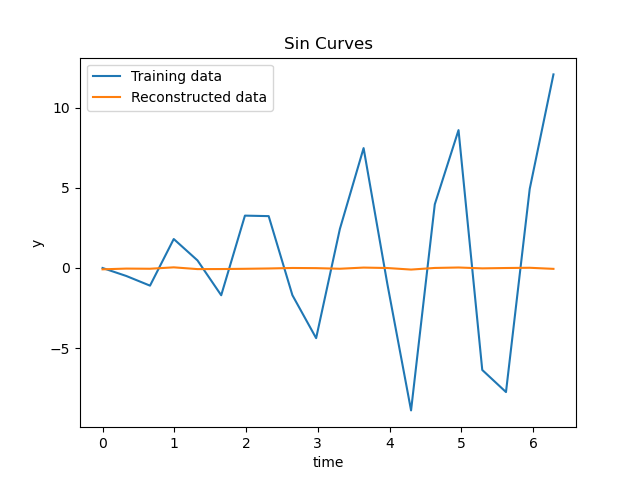 Sin Curves
Training data
Reconstructed data
10
5
0
−5
y
0 1 2 3 4 5 6
time